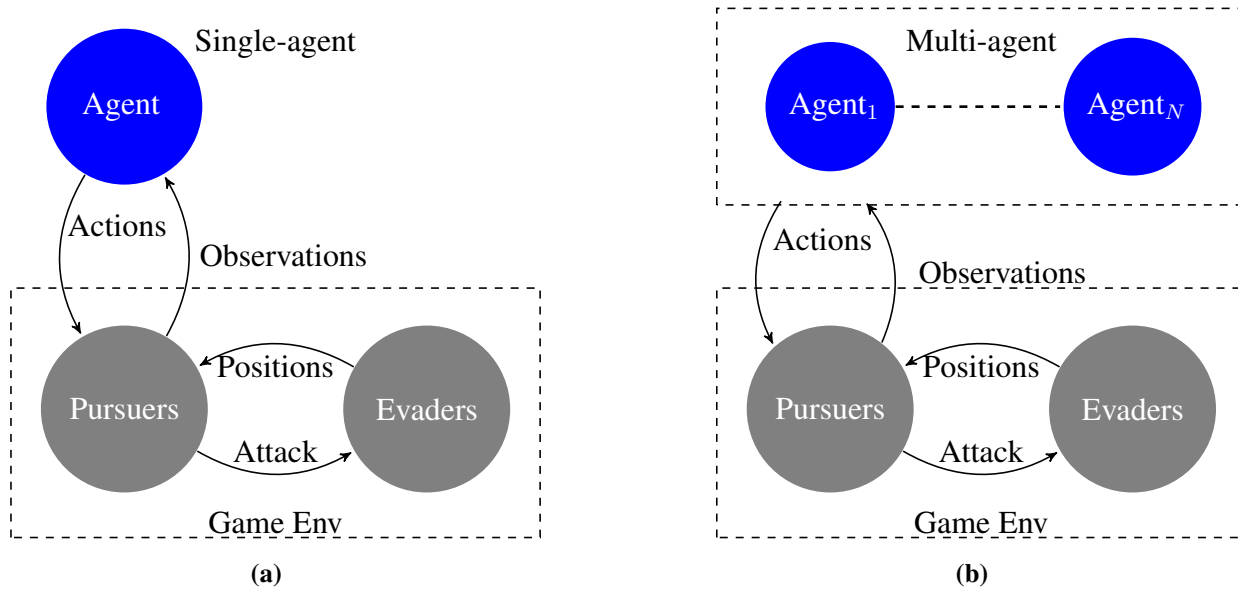 Single-agent
Agent
Actions
Observations
Positions
Pursuers
Evaders
Attack
Game Env
(a)
Multi-agent
Agent₁
Agent_N
Actions
Observations
Positions
Pursuers
Evaders
Attack
Game Env
(b)